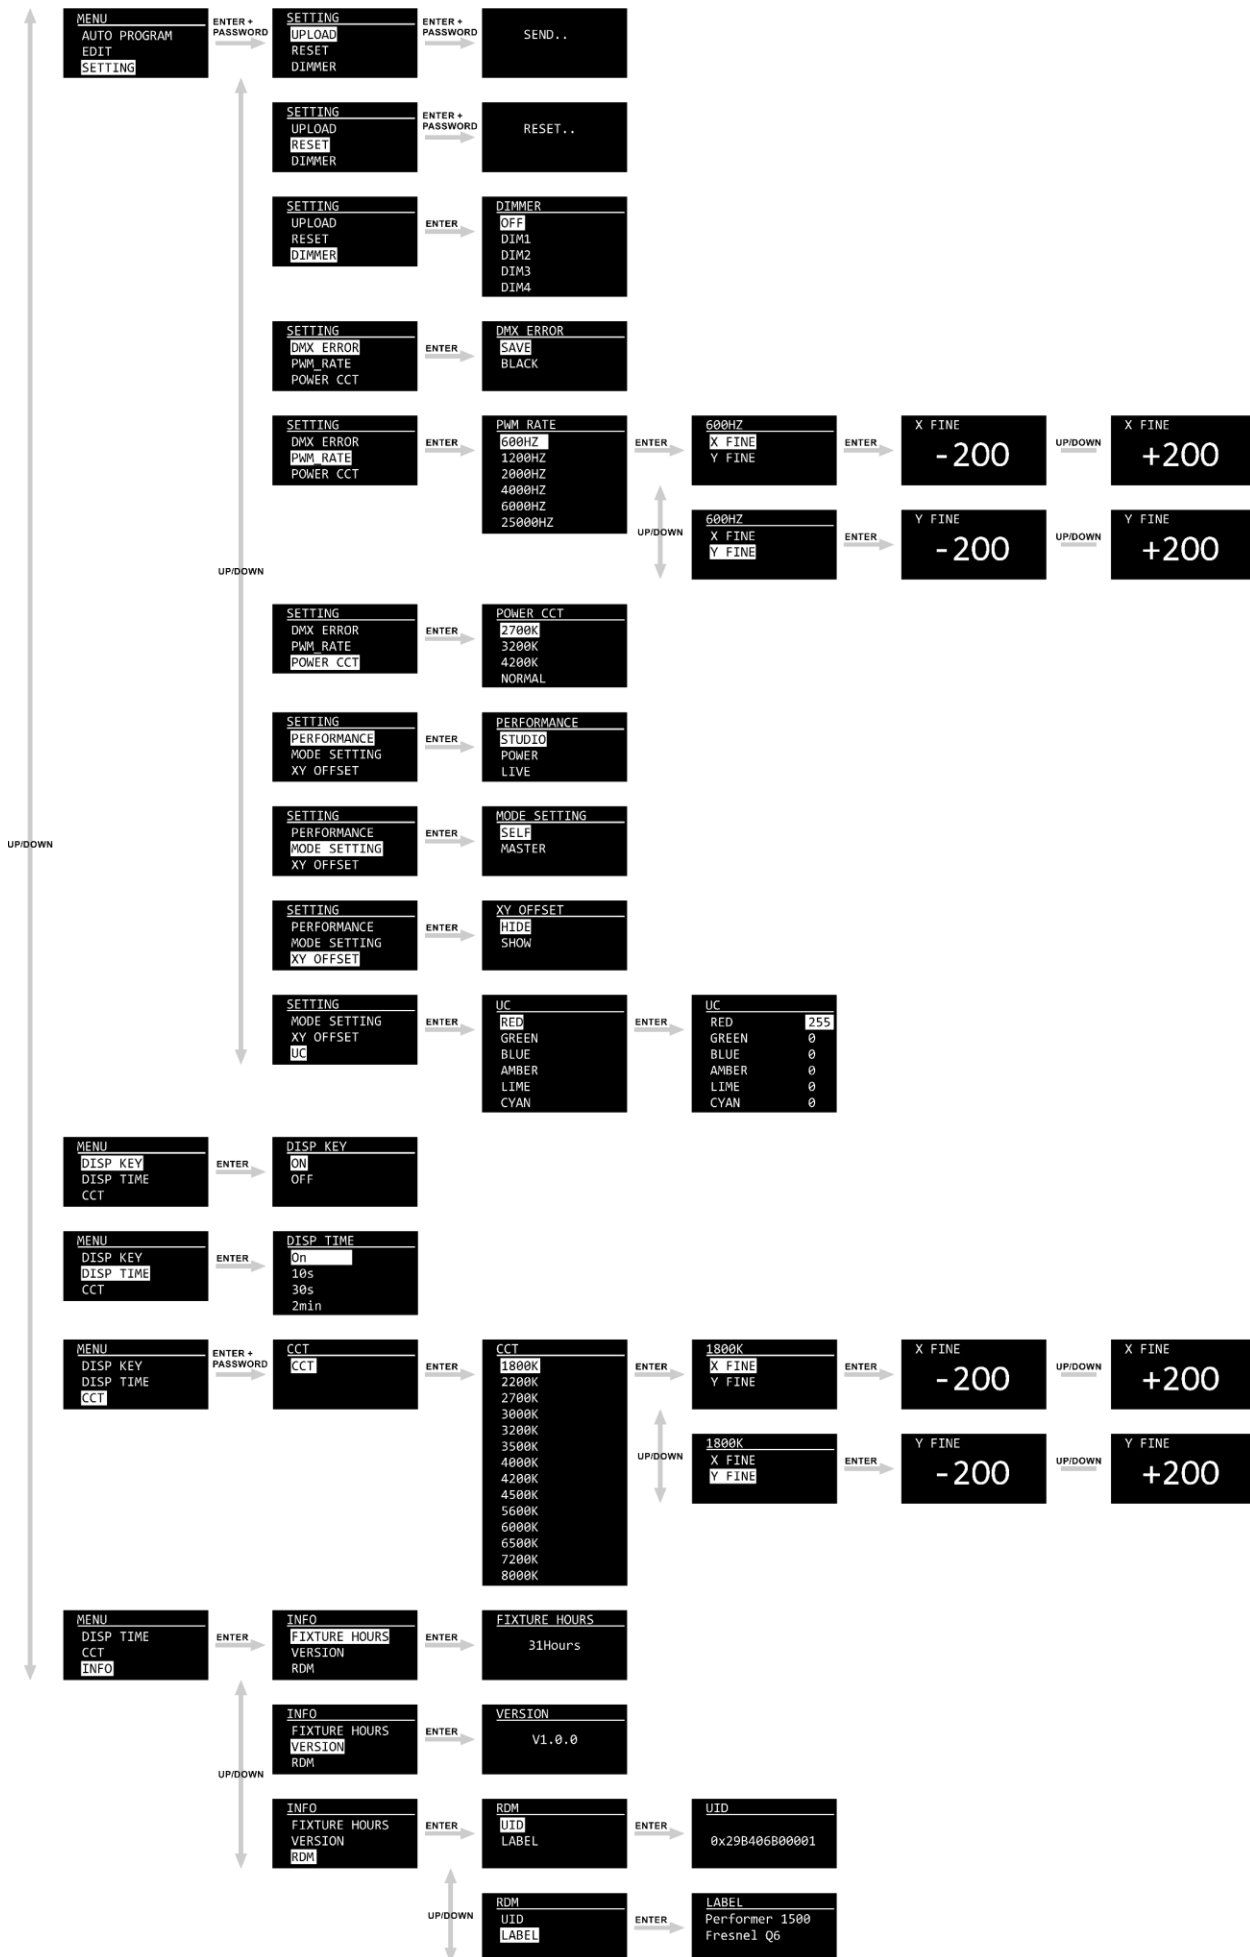 MENU
AUTO PROGRAM
EDIT
SETTING
ENTER +
PASSWORD
SETTING
UPLOAD
RESET
DIMMER
ENTER +
PASSWORD
SEND..
SETTING
UPLOAD
RESET
DIMMER
ENTER +
PASSWORD
RESET..
SETTING
UPLOAD
RESET
DIMMER
ENTER
DIMMER
OFF
DIM1
DIM2
DIM3
DIM4
SETTING
DMX ERROR
PWM_RATE
POWER CCT
ENTER
DMX ERROR
SAVE
BLACK
SETTING
DMX ERROR
PWM_RATE
POWER CCT
ENTER
PWM RATE
600HZ
1200HZ
2000HZ
4000HZ
6000HZ
25000HZ
ENTER
600HZ
X FINE
Y FINE
ENTER
X FINE
-200
UP/DOWN
X FINE
+200
UP/DOWN
600HZ
X FINE
Y FINE
ENTER
Y FINE
-200
UP/DOWN
Y FINE
+200
UP/DOWN
SETTING
DMX ERROR
PWM_RATE
POWER CCT
ENTER
POWER CCT
2700K
3200K
4200K
NORMAL
SETTING
PERFORMANCE
MODE SETTING
XY OFFSET
ENTER
PERFORMANCE
STUDIO
POWER
LIVE
UP/DOWN
SETTING
PERFORMANCE
MODE SETTING
XY OFFSET
ENTER
MODE SETTING
SELF
MASTER
SETTING
PERFORMANCE
MODE SETTING
XY OFFSET
ENTER
XY OFFSET
HIDE
SHOW
SETTING
MODE SETTING
XY OFFSET
UC
ENTER
UC
RED
GREEN
BLUE
AMBER
LIME
CYAN
ENTER
UC
RED 255
GREEN 0
BLUE 0
AMBER 0
LIME 0
CYAN 0
MENU
DISP KEY
DISP TIME
CCT
ENTER
DISP KEY
ON
OFF
MENU
DISP KEY
DISP TIME
CCT
ENTER
DISP TIME
On
10s
30s
2min
MENU
DISP KEY
DISP TIME
CCT
ENTER +
PASSWORD
CCT
CCT
ENTER
CCT
1800K
2200K
2700K
3000K
3200K
3500K
4000K
4200K
4500K
5600K
6000K
6500K
7200K
8000K
ENTER
1800K
X FINE
Y FINE
ENTER
X FINE
-200
UP/DOWN
X FINE
+200
UP/DOWN
1800K
X FINE
Y FINE
ENTER
Y FINE
-200
UP/DOWN
Y FINE
+200
MENU
DISP TIME
CCT
INFO
ENTER
INFO
FIXTURE HOURS
VERSION
RDM
ENTER
FIXTURE HOURS
31Hours
INFO
FIXTURE HOURS
VERSION
RDM
ENTER
VERSION
V1.0.0
UP/DOWN
INFO
FIXTURE HOURS
VERSION
RDM
ENTER
RDM
UID
LABEL
ENTER
UID
0x29B406B00001
UP/DOWN
RDM
UID
LABEL
ENTER
LABEL
Performer 1500
Fresnel Q6